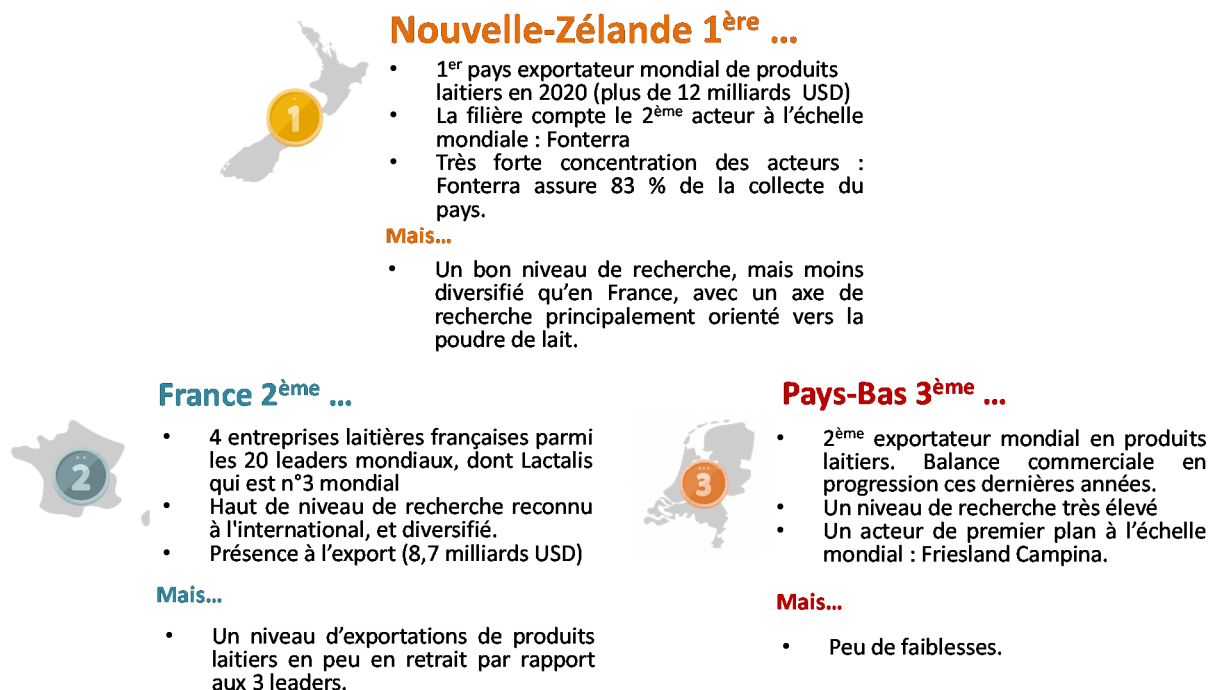 Nouvelle-Zélande 1ère ...
• 1er pays exportateur mondial de produits
laitiers en 2020 (plus de 12 milliards USD)
• La filière compte le 2ème acteur à l’échelle
mondiale : Fonterra
• Très forte concentration des acteurs :
Fonterra assure 83 % de la collecte du
pays.
Mais…
• Un bon niveau de recherche, mais moins
diversifié qu’en France, avec un axe de
recherche principalement orienté vers la
poudre de lait.
1
France 2ème ...
• 4 entreprises laitières françaises parmi
les 20 leaders mondiaux, dont Lactalis
qui est n°3 mondial
• Haut de niveau de recherche reconnu
à l'international, et diversifié.
• Présence à l’export (8,7 milliards USD)
Mais…
• Un niveau d’exportations de produits
laitiers en peu en retrait par rapport
aux 3 leaders.
2
Pays-Bas 3ème ...
• 2ème exportateur mondial en produits
laitiers. Balance commerciale en
progression ces dernières années.
• Un niveau de recherche très élevé
• Un acteur de premier plan à l’échelle
mondiale : Friesland Campina.
Mais…
• Peu de faiblesses.
3